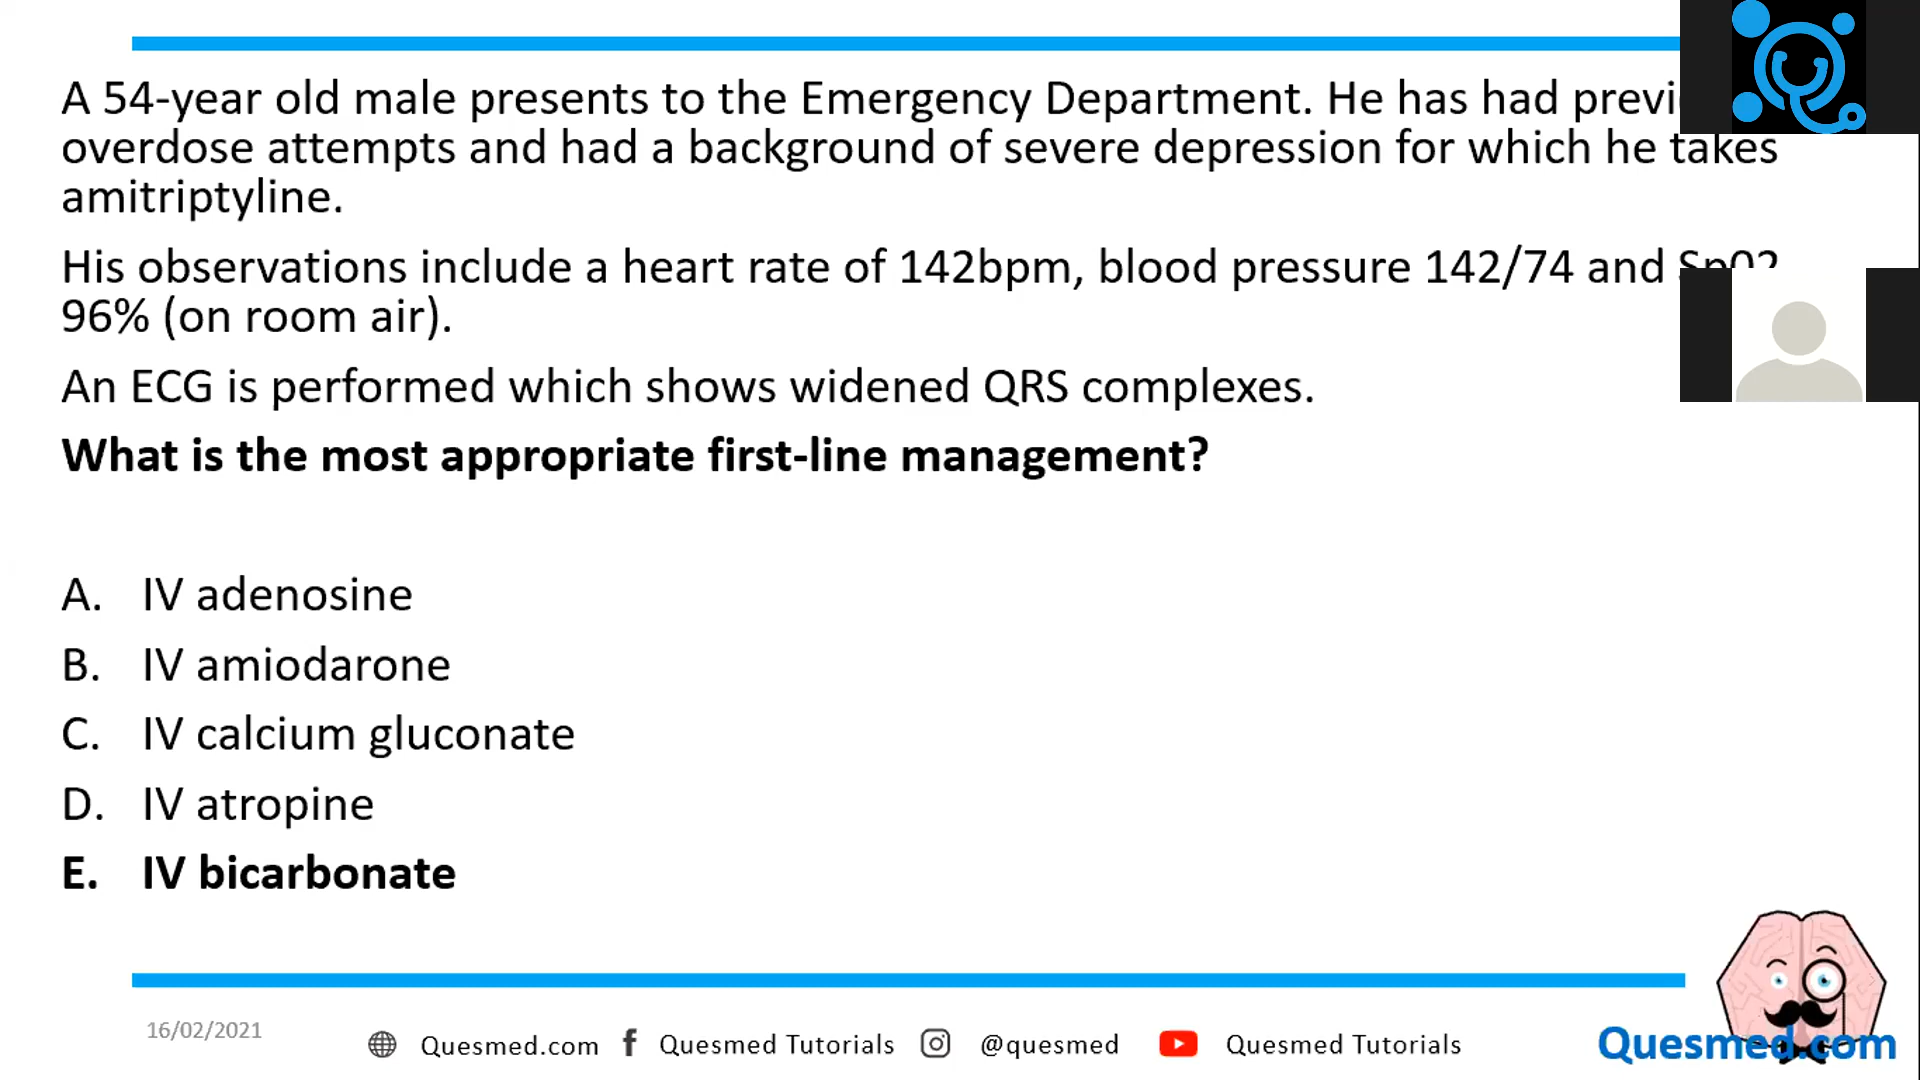 A 54-year old male presents to the Emergency Department. He has had
overdose attempts and had a background of severe depression for which he takes
amitriptyline.
His observations include a heart rate of 142bpm, blood pressure 142/74 and Sp02
96% (on room air).
An ECG is performed which shows widened QRS complexes.
What is the most appropriate first-line management?
A. IV adenosine
B. IV amiodarone
C. IV calcium gluconate
D. IV atropine
E. IV bicarbonate
16/02/2021
Quesmed.com
Quesmed Tutorials
@quesmed
Quesmed Tutorials
Quesmed.com